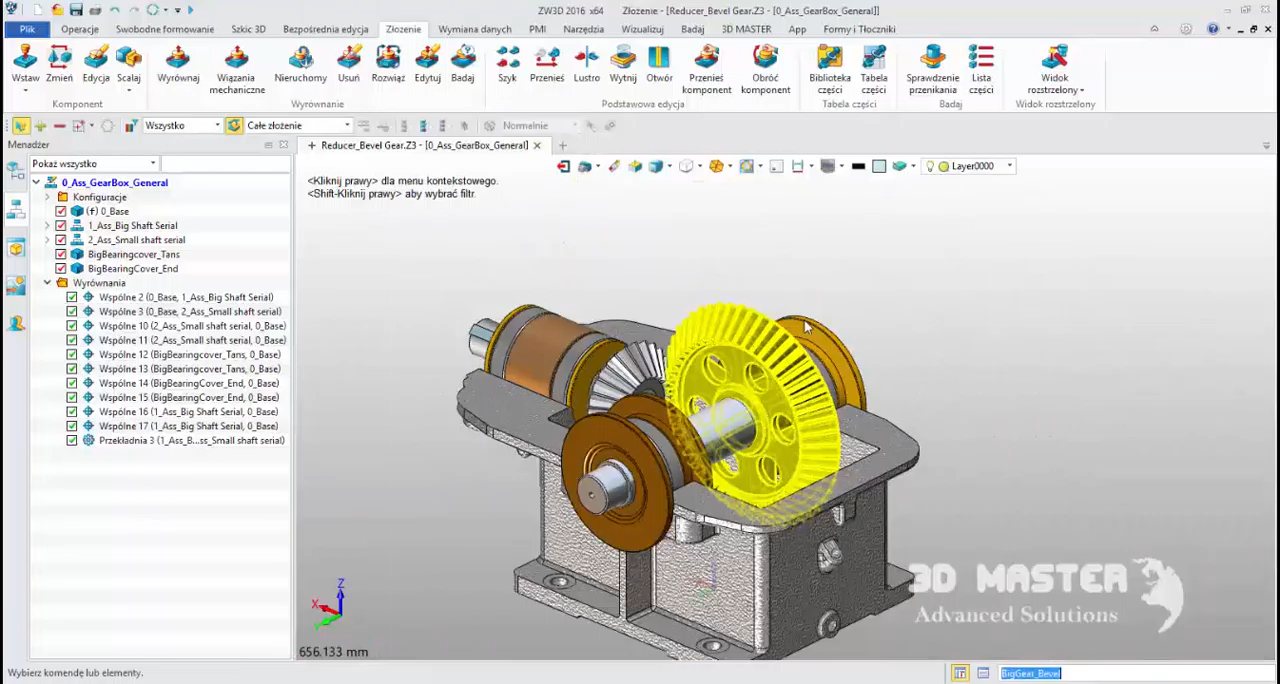 ZW3D 2016 x64 Złożenie - [Reducer_Bevel Gear.Z3 - [0_Ass_GearBox_General]]
Plik Operacje Swobodne formowanie Szkic 3D Bezpośrednia edycja Złożenie Wymiana danych PMI Narzędzia Wizualizuj Badaj 3D MASTER App Formy i Tłoczniki
Wstaw Zmień Edycja Scalaj Wyrównaj Wiązania mechaniczne Nieruchomy Usuń Rozwiąż Edytuj Badaj Szyk Przenieś Lustro Wytnij Otwór Przenieś komponent Obróć komponent Biblioteka części Tabela części Sprawdzenie przenikania Lista części Widok rozstrzelony
Komponent Wyrównanie Podstawowa edycja Tabela części Badaj Widok rozstrzelony
Wszystko Całe złożenie Normalnie
Menadżer Reducer_Bevel Gear.Z3 - [0_Ass_GearBox_General]
Pokaż wszystko Layer0000
<Kliknij prawy> dla menu kontekstowego.
<Shift-Kliknij prawy> aby wybrać filtr.
0_Ass_GearBox_General
Konfiguracje
(f) 0_Base
1_Ass_Big Shaft Serial
2_Ass_Small shaft serial
BigBearingcover_Tans
BigBearingCover_End
Wyrównania
Wspólne 2 (0_Base, 1_Ass_Big Shaft Serial)
Wspólne 3 (0_Base, 2_Ass_Small shaft serial)
Wspólne 10 (2_Ass_Small shaft serial, 0_Base)
Wspólne 11 (2_Ass_Small shaft serial, 0_Base)
Wspólne 12 (BigBearingcover_Tans, 0_Base)
Wspólne 13 (BigBearingcover_Tans, 0_Base)
Wspólne 14 (BigBearingCover_End, 0_Base)
Wspólne 15 (BigBearingCover_End, 0_Base)
Wspólne 16 (1_Ass_Big Shaft Serial, 0_Base)
Wspólne 17 (1_Ass_Big Shaft Serial, 0_Base)
Przekładnia 3 (1_Ass_B...ss_Small shaft serial)
3D MASTER
Advanced Solutions
Z
X
Y
656.133 mm
Wybierz komendę lub elementy. BigGear_Bevel